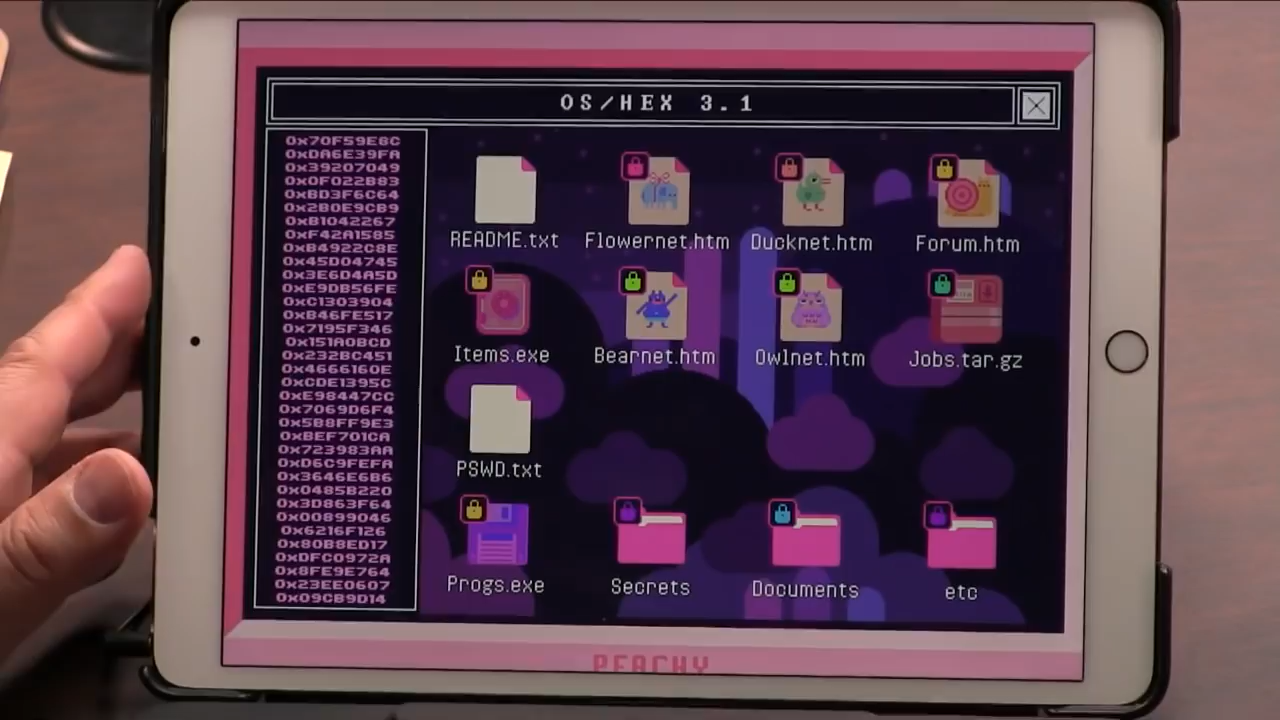 OS/HEX 3.1
0x70F59E8C
0xDA6E39FA
0x39207049
0x0F022B83
0xBD3F6C64
0x2B0E9CB9
0xB1042267
0xF42A1585
0xB4922C8E
0x45D04745
0x3E6D4A5D
0xE9DB56FE
0xC1303904
0xB46FE517
0x7195F346
0x151A0BCD
0x232BC451
0x4666160E
0xCDE1395C
0xE98447CC
0x7069D6F4
0x5B8FF9E3
0xBEF701CA
0x723983AA
0xD6C9FEFA
0x3646E6B6
0x0485B220
0x3D863F64
0x00899046
0x6216F126
0x80B8ED17
0xDFC0972A
0x8FE9E764
0x23EE0607
0x09CB9D14
README.txt Flowernet.htm Ducknet.htm Forum.htm
Items.exe Bearnet.htm Owlnet.htm Jobs.tar.gz
PSWD.txt
Progs.exe Secrets Documents etc
PEACHY